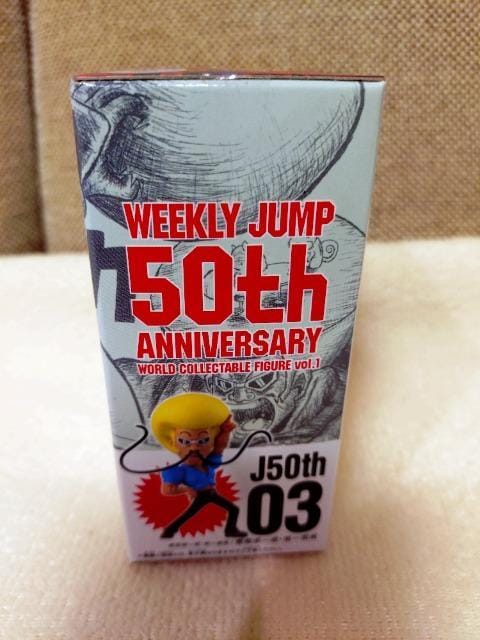 WEEKLY JUMP
50th
ANNIVERSARY
WORLD COLLECTABLE FIGURE vol.1
J50th
03